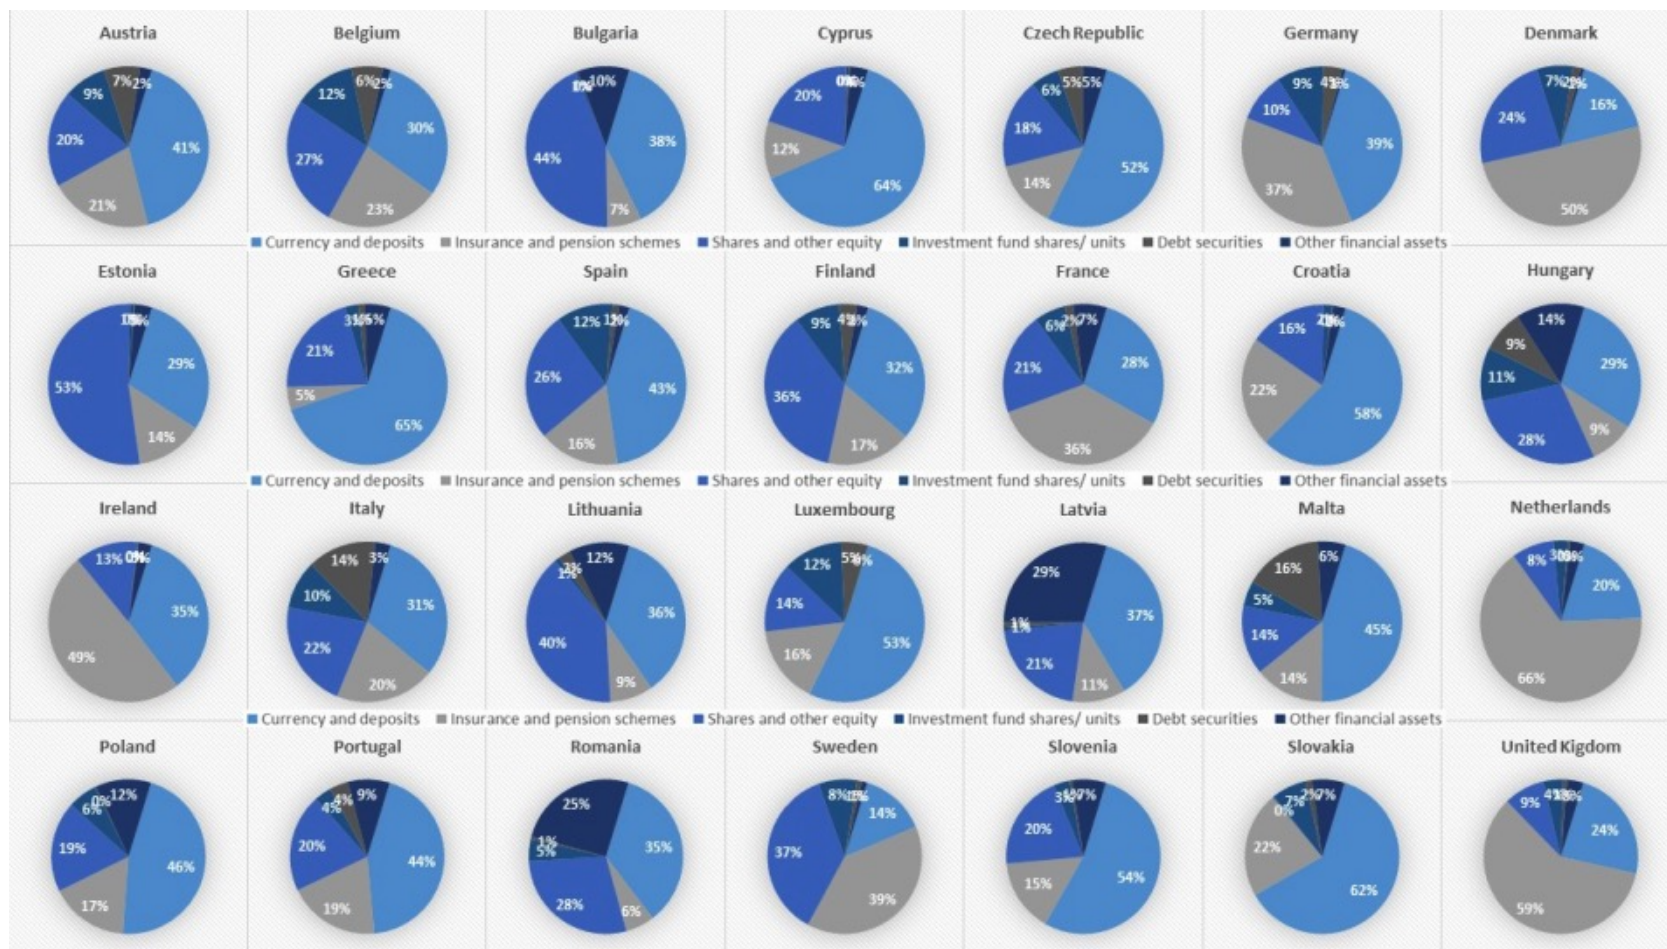 Austria Belgium Bulgaria Cyprus Czech Republic Germany Denmark
7% 2% 9% 20% 41% 21%
6% 2% 12% 30% 27% 23%
10% 44% 38% 7%
20% 12% 64%
5% 5% 6% 18% 52% 14%
9% 10% 39% 37%
7% 16% 24% 50%
Currency and deposits Insurance and pension schemes Shares and other equity Investment fund shares/ units Debt securities Other financial assets
Estonia Greece Spain Finland France Croatia Hungary
29% 53% 14%
21% 5% 65%
12% 26% 43% 16%
9% 32% 36% 17%
7% 6% 2% 21% 28% 36%
16% 22% 58%
14% 9% 29% 11% 28% 9%
Currency and deposits Insurance and pension schemes Shares and other equity Investment fund shares/ units Debt securities Other financial assets
Ireland Italy Lithuania Luxembourg Latvia Malta Netherlands
13% 35% 49%
14% 3% 10% 31% 22% 20%
12% 36% 40% 9%
5% 12% 14% 53% 16%
29% 37% 1% 1% 21% 11%
6% 16% 5% 45% 14% 14%
8% 20% 66%
Currency and deposits Insurance and pension schemes Shares and other equity Investment fund shares/ units Debt securities Other financial assets
Poland Portugal Romania Sweden Slovenia Slovakia United Kigdom
12% 0% 6% 19% 46% 17%
9% 4% 4% 20% 44% 19%
25% 1% 5% 35% 28% 6%
8% 14% 37% 39%
7% 3% 20% 54% 15%
2% 7% 7% 0% 22% 62%
9% 24% 59%